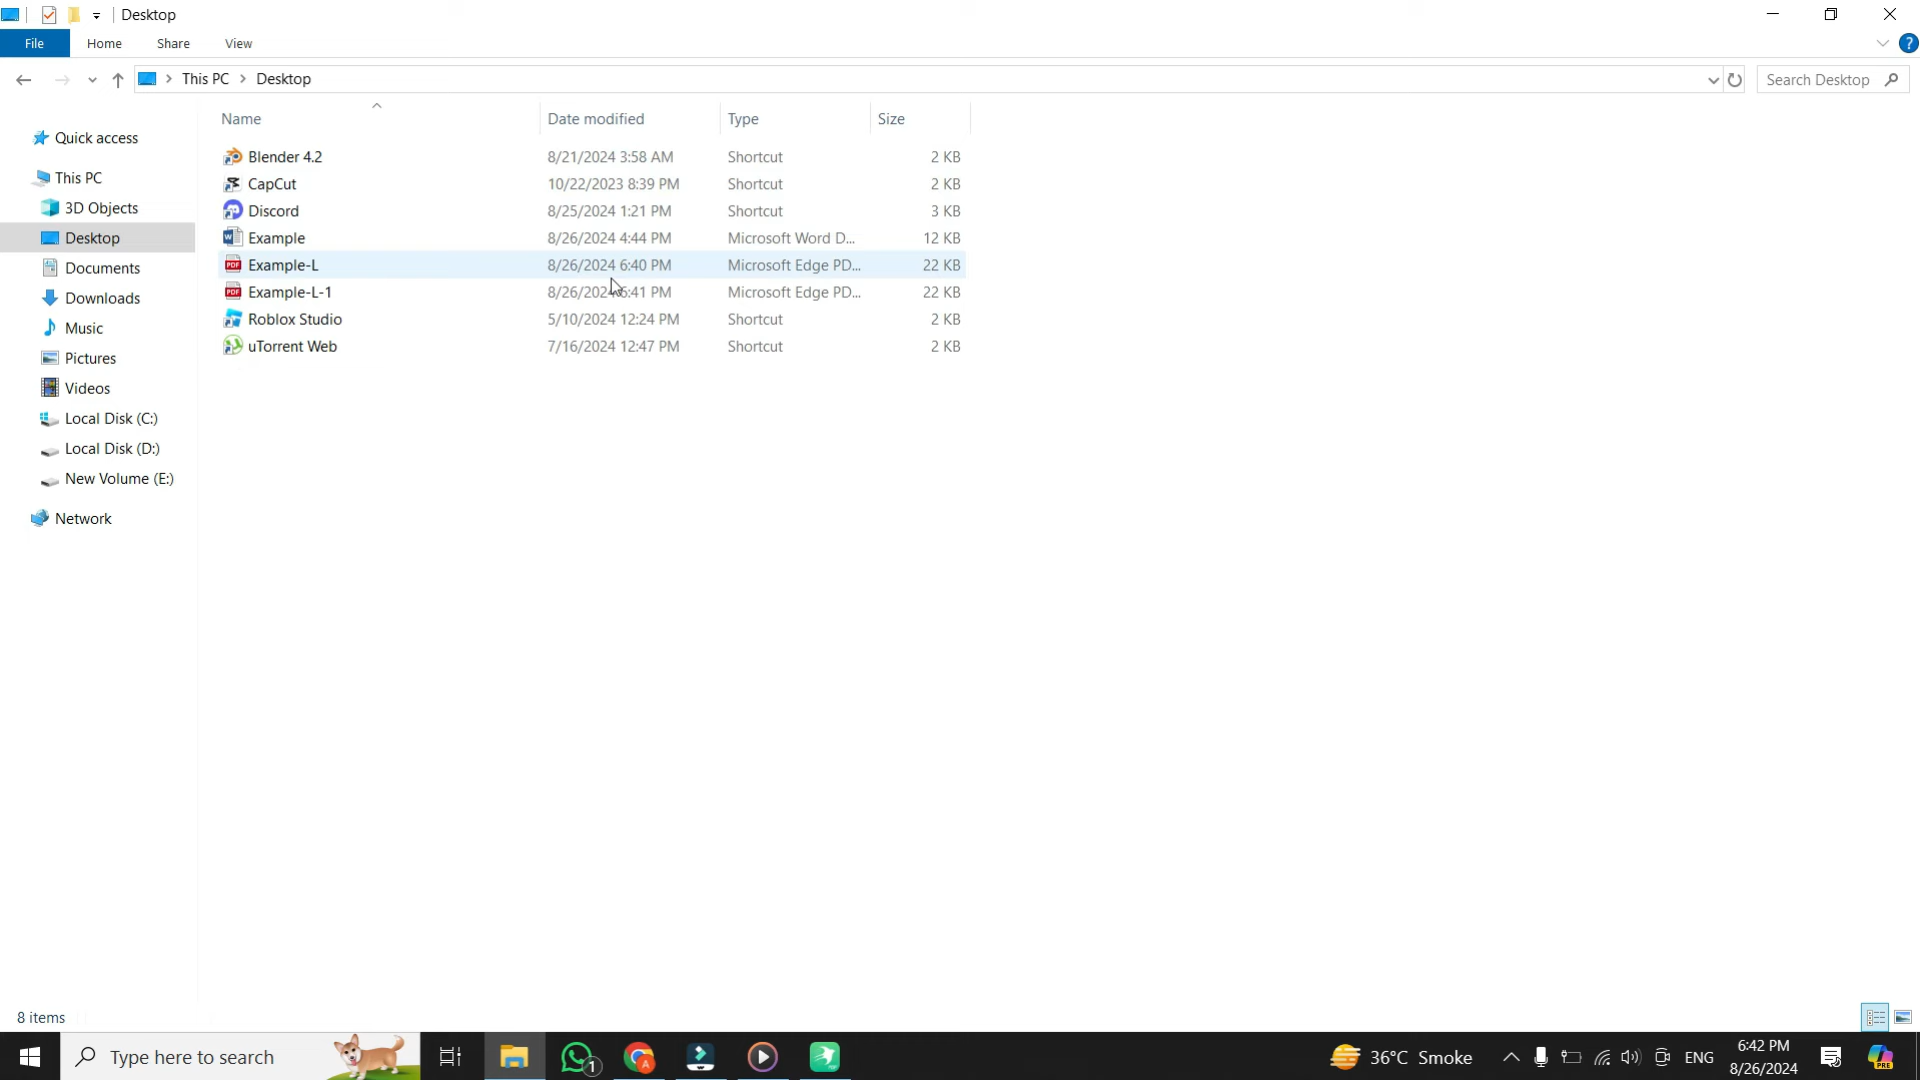 Desktop
File Home Share View
This PC Desktop Search Desktop
Name Date modified Type Size
Quick access
This PC
3D Objects
Desktop
Documents
Downloads
Music
Pictures
Videos
Local Disk (C:)
Local Disk (D:)
New Volume (E:)
Network
Blender 4.2 8/21/2024 3:58 AM Shortcut 2 KB
CapCut 10/22/2023 8:39 PM Shortcut 2 KB
Discord 8/25/2024 1:21 PM Shortcut 3 KB
Example 8/26/2024 4:44 PM Microsoft Word D... 12 KB
Example-L 8/26/2024 6:40 PM Microsoft Edge PD... 22 KB
Example-L-1 8/26/2024 6:41 PM Microsoft Edge PD... 22 KB
Roblox Studio 5/10/2024 12:24 PM Shortcut 2 KB
uTorrent Web 7/16/2024 12:47 PM Shortcut 2 KB
8 items
Type here to search 1 36°C Smoke ENG 6:42 PM
8/26/2024